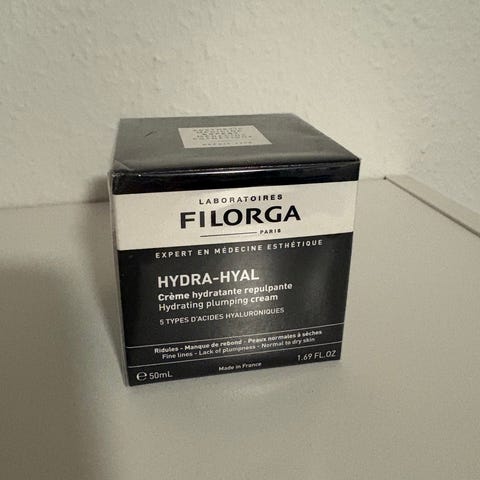 LABORATOIRES
FILORGA
PARIS
EXPERT EN MÉDECINE ESTHÉTIQUE
HYDRA-HYAL
Crème hydratante repulpante
Hydrating plumping cream
5 TYPES D'ACIDES HYALURONIQUES
Ridules - Manque de rebond - Peaux normales à sèches
Fine lines - Lack of plumpness - Normal to dry skin
℮ 50mL
Made in France
1.69 FL.OZ